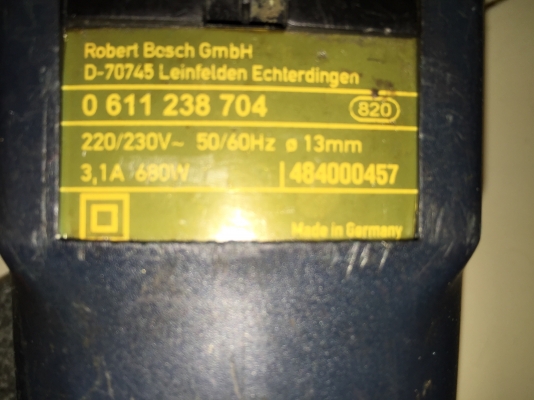 Robert Bosch GmbH
D-70745 Leinfelden Echterdingen
0 611 238 704 820
220/230V~ 50/60Hz ø 13mm
3,1A 680W 484000457
Made in Germany